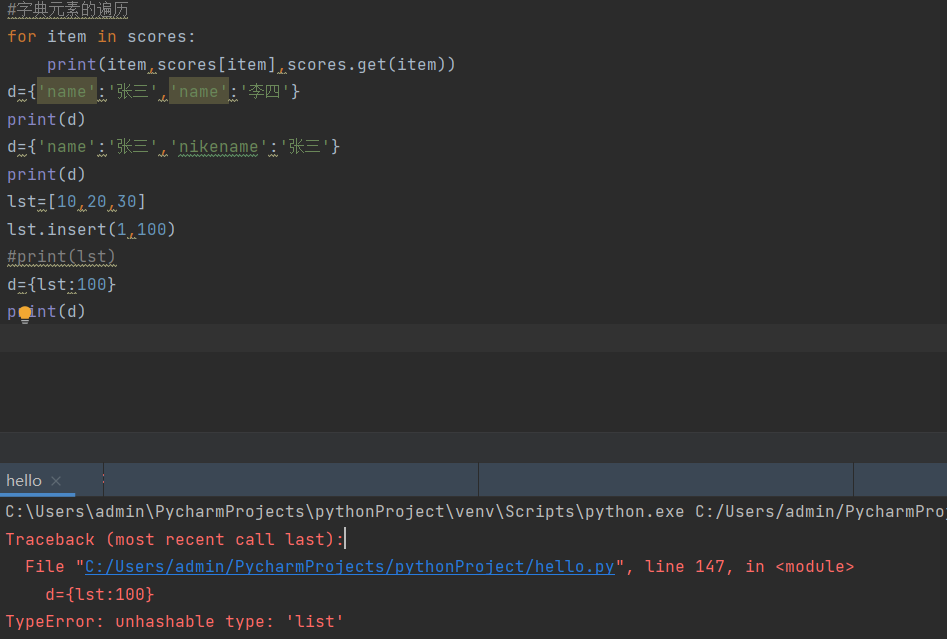 #字典元素的遍历
for item in scores:
    print(item,scores[item],scores.get(item))
d={'name':'张三','name':'李四'}
print(d)
d={'name':'张三','nikename':'张三'}
print(d)
lst=[10,20,30]
lst.insert(1,100)
#print(lst)
d={lst:100}
print(d)
hello ×
C:\Users\admin\PycharmProjects\pythonProject\venv\Scripts\python.exe C:/Users/admin/PycharmPro
Traceback (most recent call last):
  File "C:/Users/admin/PycharmProjects/pythonProject/hello.py", line 147, in <module>
    d={lst:100}
TypeError: unhashable type: 'list'